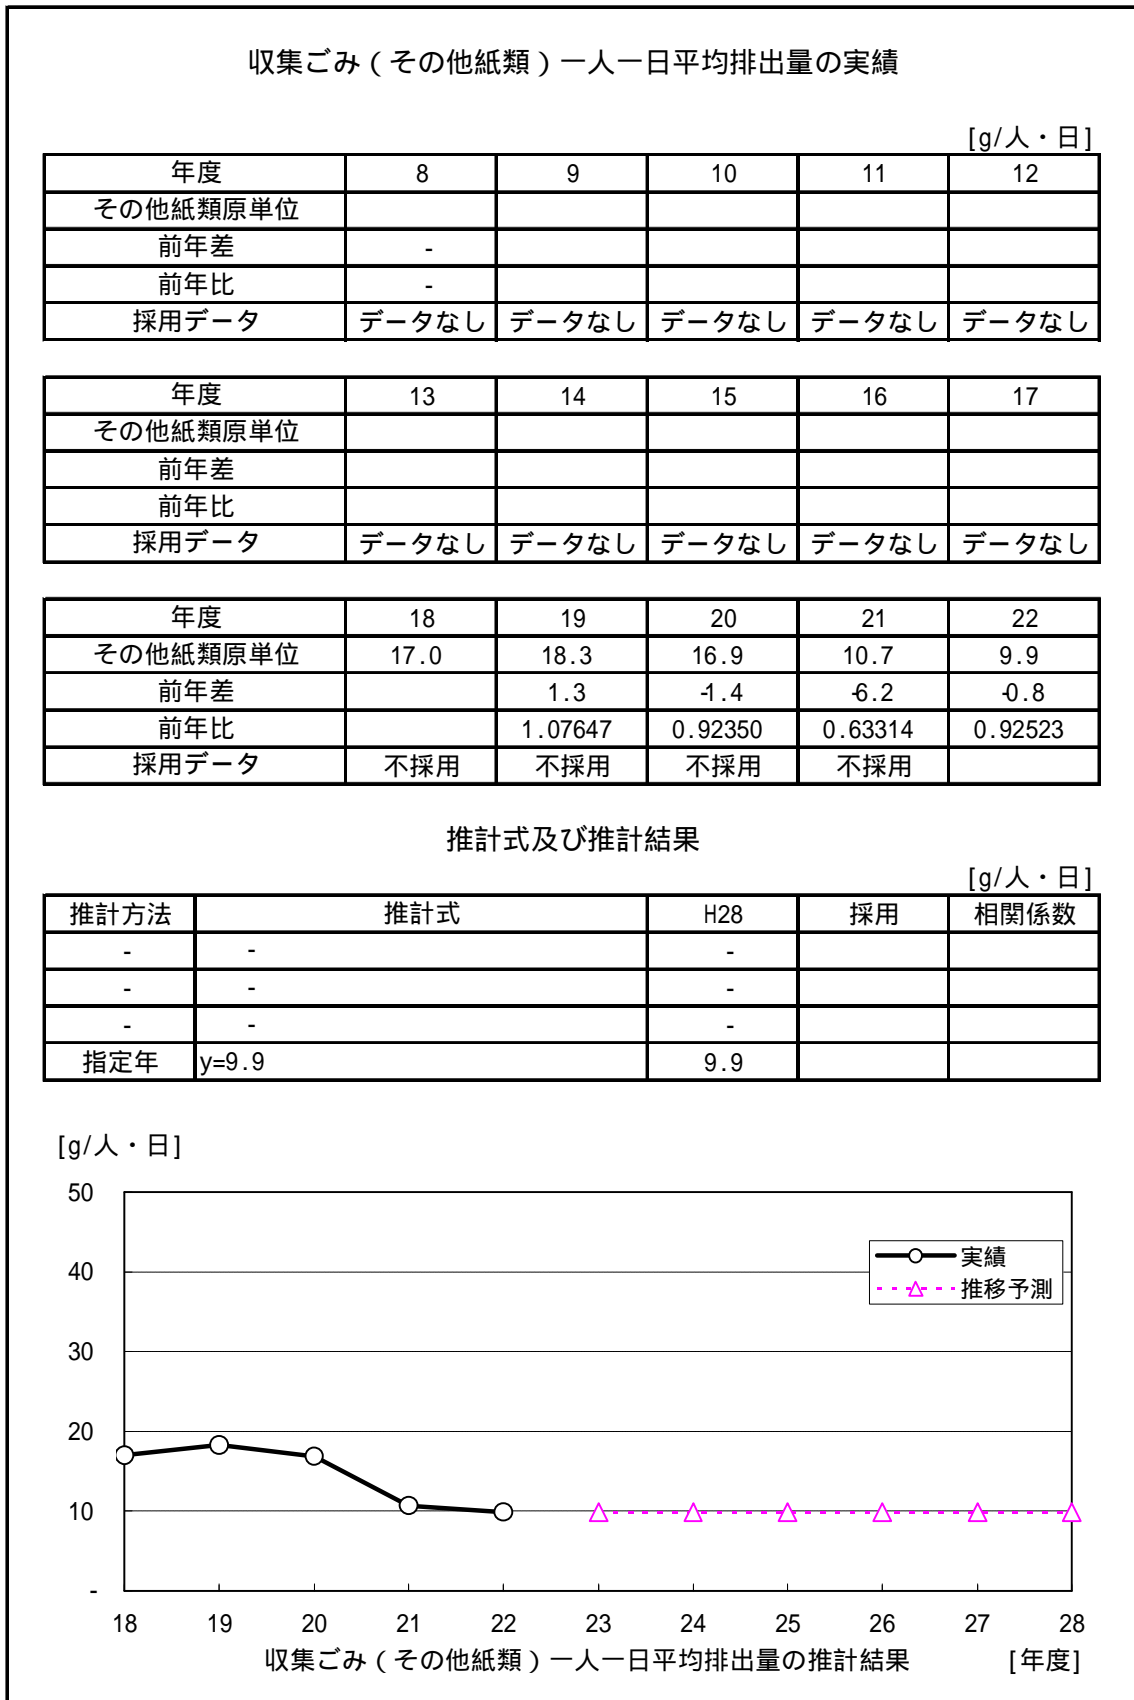 収集ごみ（その他紙類）一人一日平均排出量の実績
[g/人・日]
年度 8 9 10 11 12
その他紙類原単位
前年差 -
前年比 -
採用データ データなし データなし データなし データなし データなし
年度 13 14 15 16 17
その他紙類原単位
前年差
前年比
採用データ データなし データなし データなし データなし データなし
年度 18 19 20 21 22
その他紙類原単位 17.0 18.3 16.9 10.7 9.9
前年差 1.3 -1.4 -6.2 -0.8
前年比 1.07647 0.92350 0.63314 0.92523
採用データ 不採用 不採用 不採用 不採用
推計式及び推計結果
[g/人・日]
推計方法 推計式 H28 採用 相関係数
- - -
- - -
- - -
指定年 y=9.9 9.9
[g/人・日]
50
40
30
20
10
-
実績
推移予測
18 19 20 21 22 23 24 25 26 27 28
収集ごみ（その他紙類）一人一日平均排出量の推計結果 [年度]